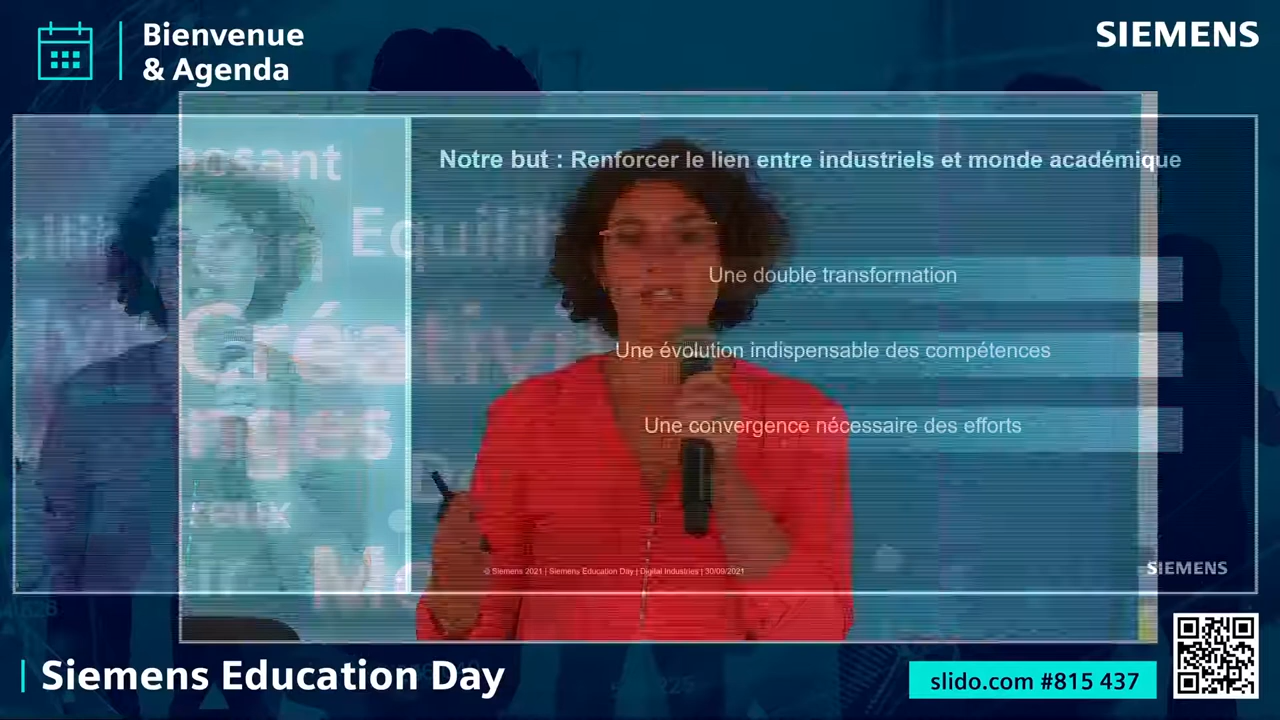 Bienvenue
& Agenda
SIEMENS
Notre but : Renforcer le lien entre industriels et monde académique
Equilib
Une double transformation
Une évolution indispensable des compétences
Une convergence nécessaire des efforts
© Siemens 2021 | Siemens Education Day | Digital Industries | 30/09/2021
SIEMENS
Siemens Education Day
slido.com #815 437